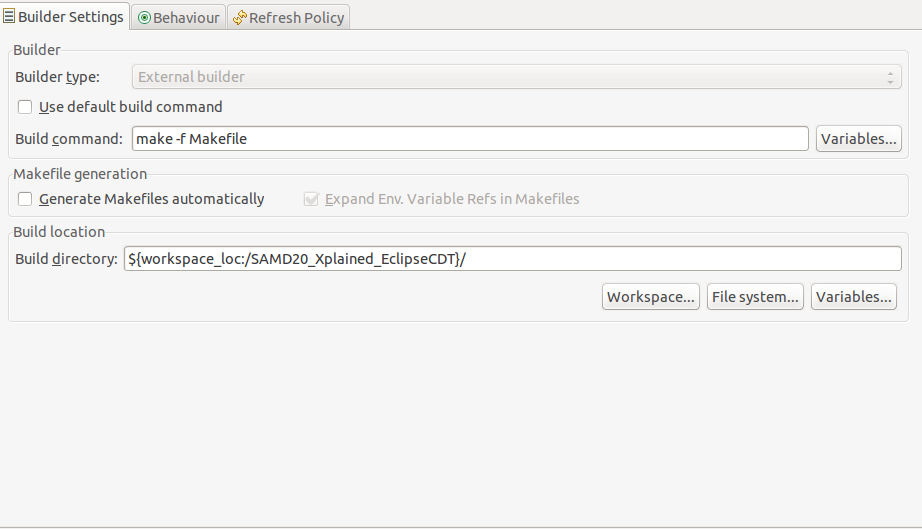 Builder Settings Behaviour Refresh Policy
Builder
Builder type: External builder
Use default build command
Build command: make -f Makefile Variables...
Makefile generation
Generate Makefiles automatically Expand Env. Variable Refs in Makefiles
Build location
Build directory: ${workspace_loc:/SAMD20_Xplained_EclipseCDT}/
Workspace... File system... Variables...